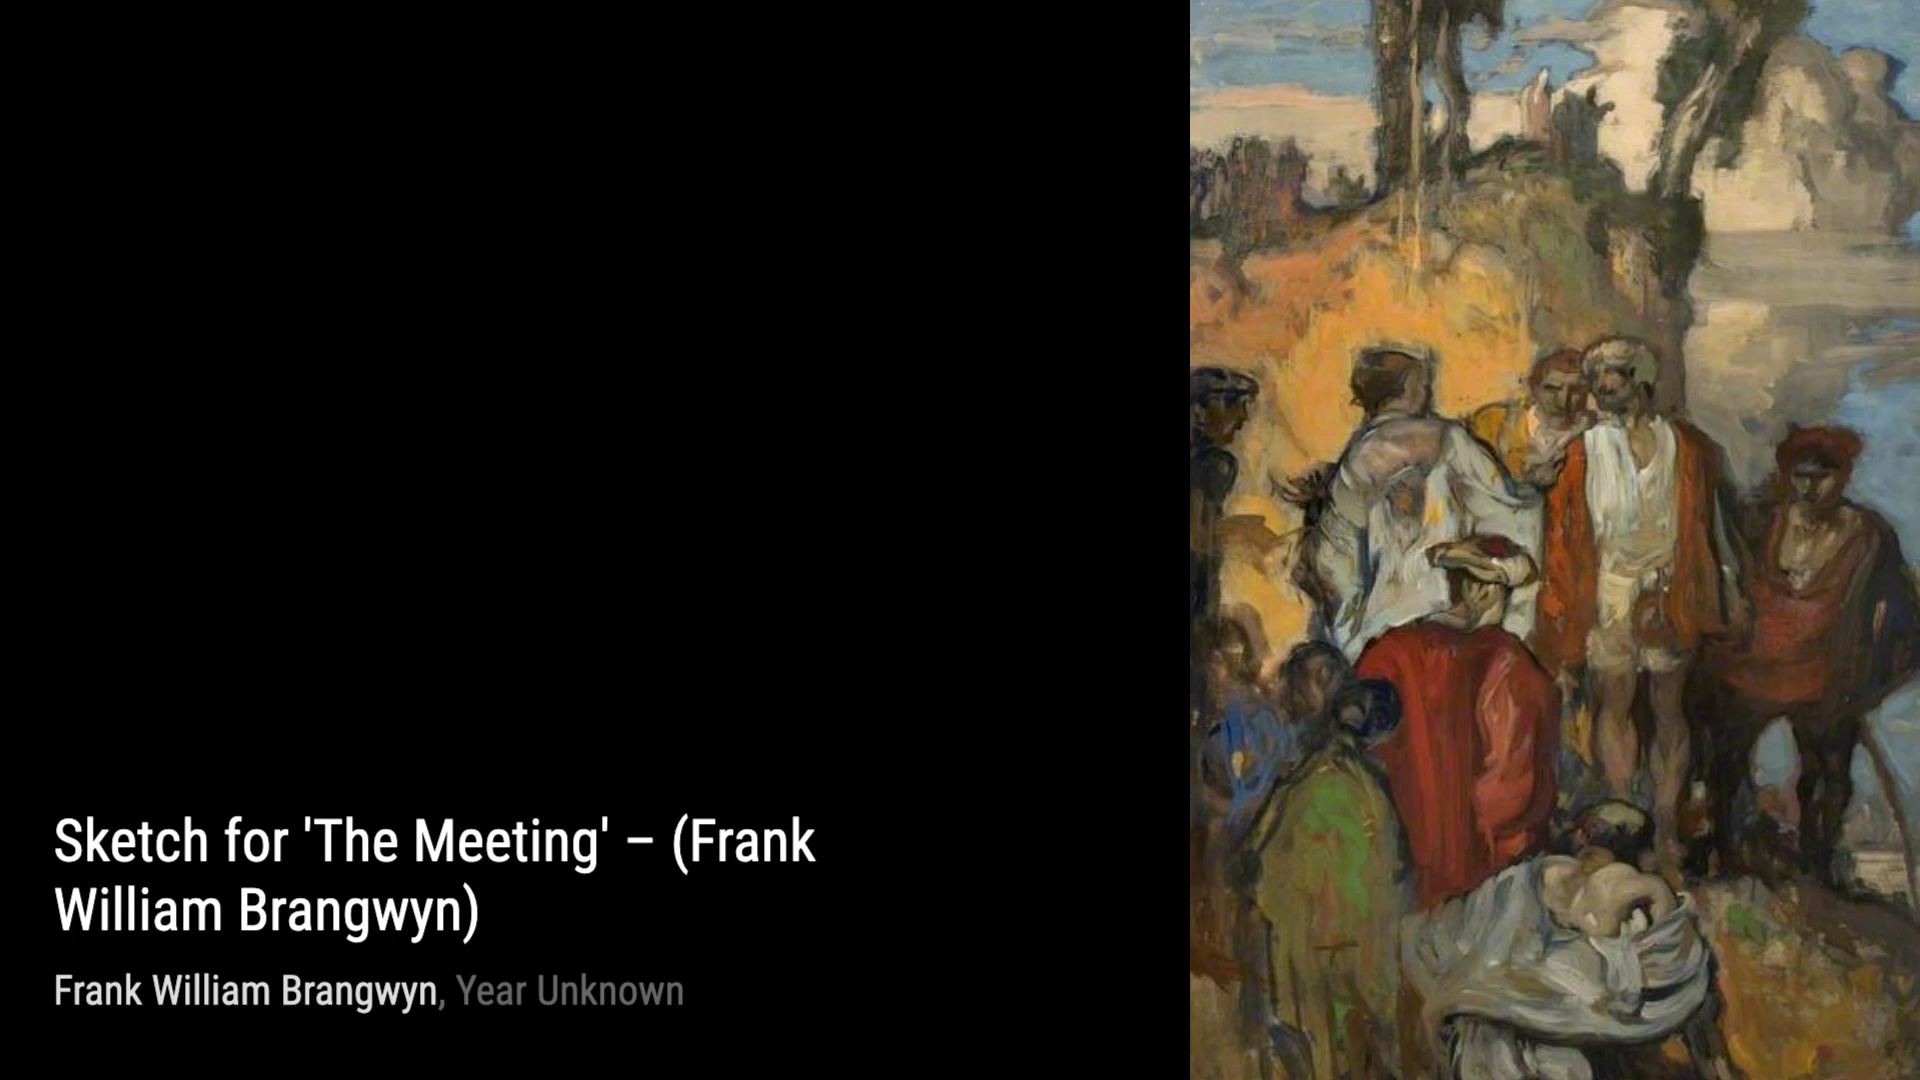 Sketch for 'The Meeting' – (Frank
William Brangwyn)
Frank William Brangwyn, Year Unknown